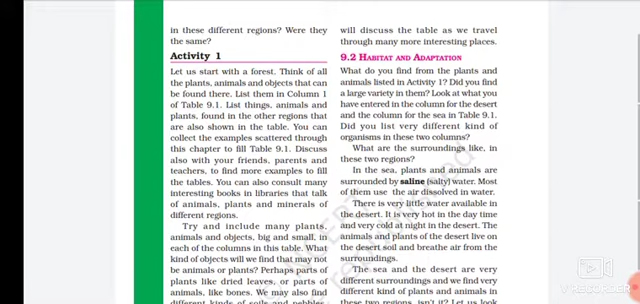 in these different regions? Were they
the same?
Activity 1
Let us start with a forest. Think of all
the plants, animals and objects that can
be found there. List them in Column 1
of Table 9.1. List things, animals and
plants, found in the other regions that
are also shown in the table. You can
collect the examples scattered through
this chapter to fill Table 9.1. Discuss
also with your friends, parents and
teachers, to find more examples to fill
the tables. You can also consult many
interesting books in libraries that talk
of animals, plants and minerals of
different regions.
Try and include many plants,
animals and objects, big and small, in
each of the columns in this table. What
kind of objects will we find that may not
be animals or plants? Perhaps parts of
plants like dried leaves, or parts of
animals, like bones. We may also find
different kinds of soils and pebbles.
will discuss the table as we travel
through many more interesting places.
9.2 HABITAT AND ADAPTATION
What do you find from the plants and
animals listed in Activity 1? Did you find
a large variety in them? Look at what you
have entered in the column for the desert
and the column for the sea in Table 9.1.
Did you list very different kind of
organisms in these two columns?
What are the surroundings like, in
these two regions?
In the sea, plants and animals are
surrounded by saline (salty) water. Most
of them use the air dissolved in water.
There is very little water available in
the desert. It is very hot in the day time
and very cold at night in the desert. The
animals and plants of the desert live on
the desert soil and breathe air from the
surroundings.
The sea and the desert are very
different surroundings and we find very
different kind of plants and animals in
these two regions, isn't it? Let us look
VIRECORDER